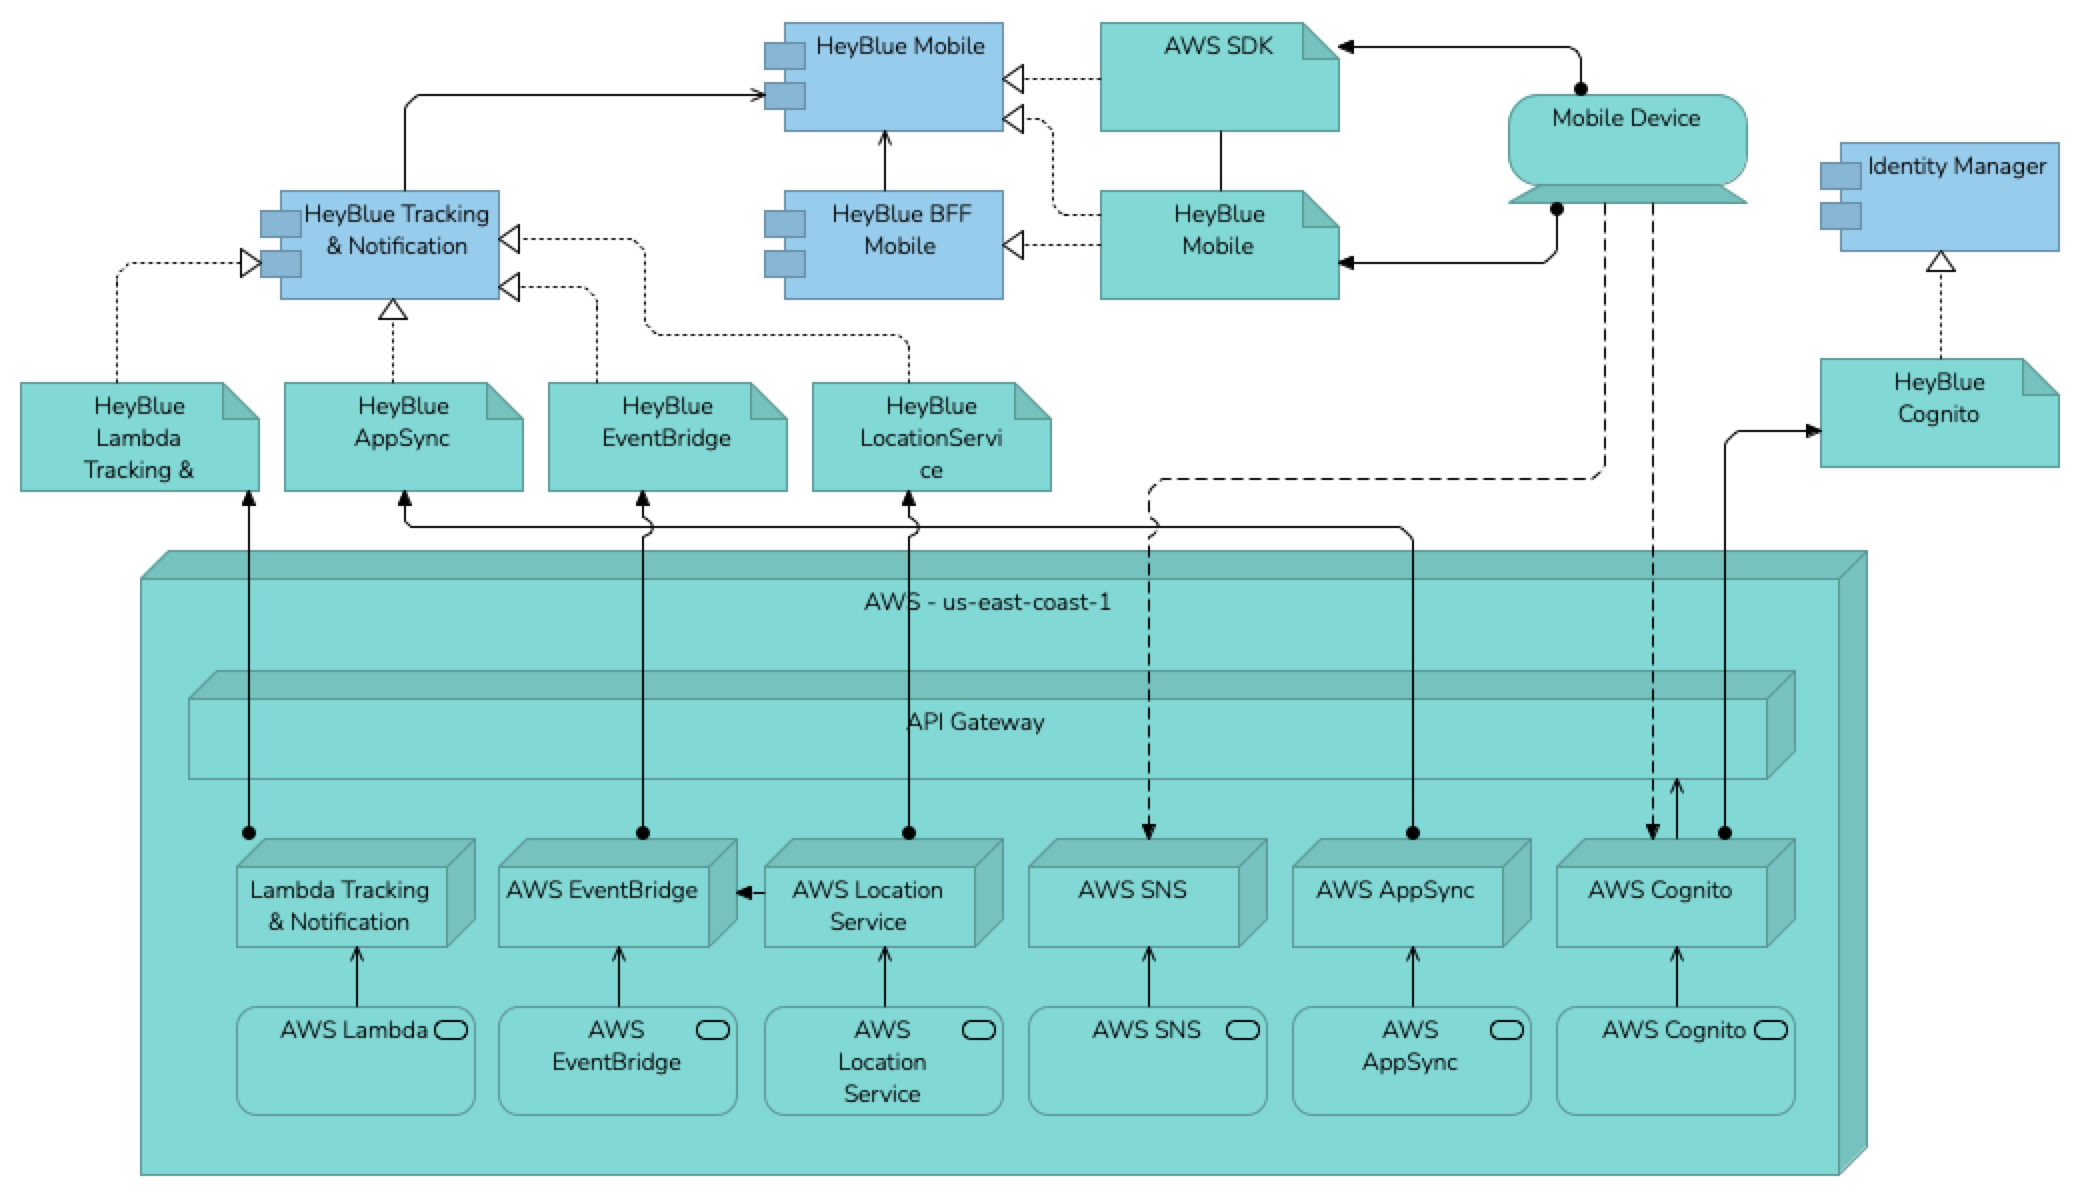 HeyBlue Mobile
AWS SDK
Mobile Device
Identity Manager
HeyBlue Tracking
& Notification
HeyBlue BFF
Mobile
HeyBlue
Mobile
HeyBlue
Lambda
Tracking &
HeyBlue
AppSync
HeyBlue
EventBridge
HeyBlue
LocationServi
ce
HeyBlue
Cognito
AWS - us-east-coast-1
API Gateway
Lambda Tracking
& Notification
AWS EventBridge
AWS Location
Service
AWS SNS
AWS AppSync
AWS Cognito
AWS Lambda
AWS
EventBridge
AWS
Location
Service
AWS SNS
AWS
AppSync
AWS Cognito